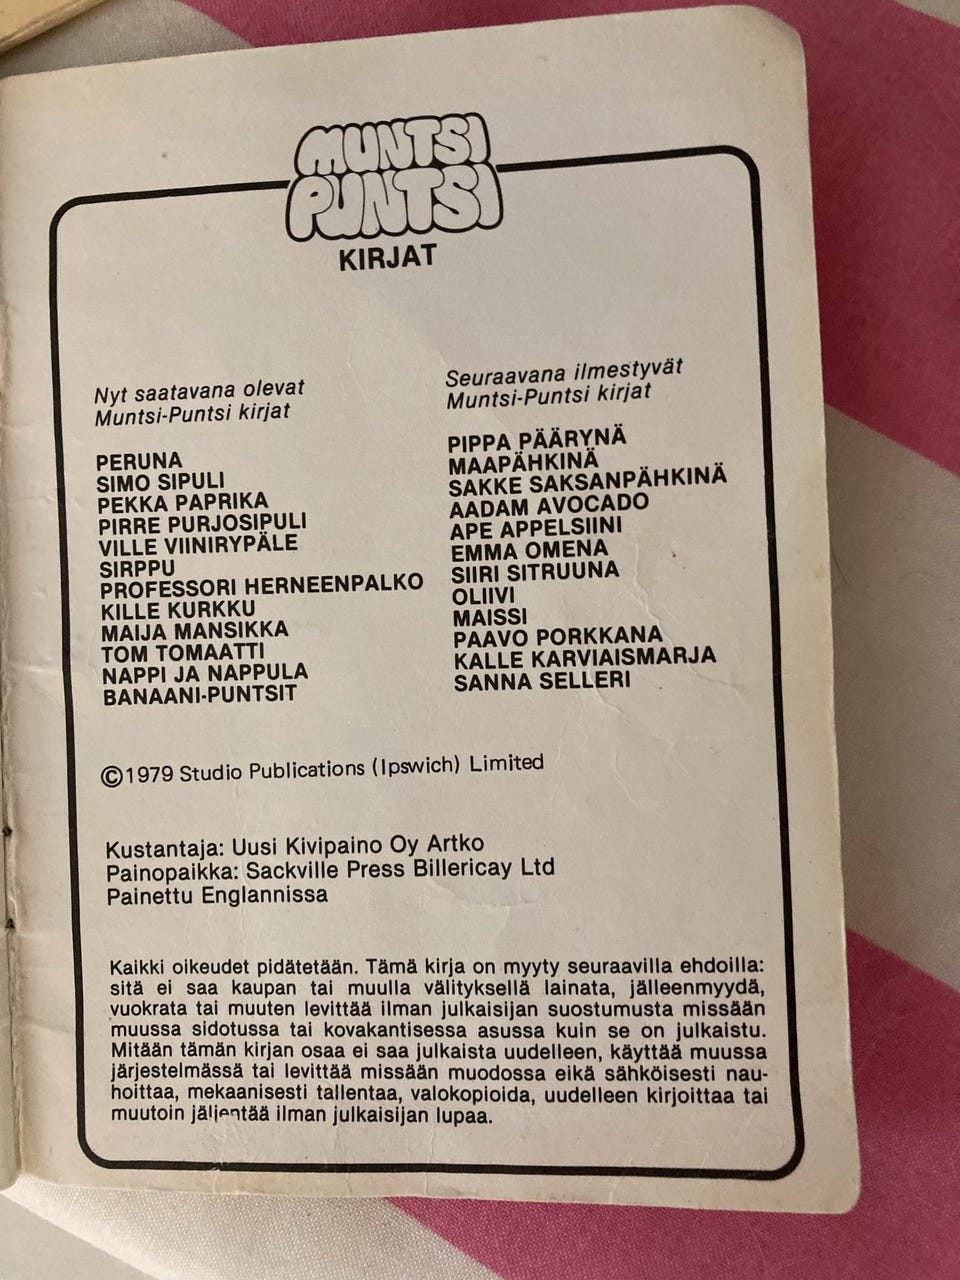 MUNTSI
PUNTSI
KIRJAT
Nyt saatavana olevat
Muntsi-Puntsi kirjat
PERUNA
SIMO SIPULI
PEKKA PAPRIKA
PIRRE PURJOSIPULI
VILLE VIINIRYPÄLE
SIRPPU
PROFESSORI HERNEENPALKO
KILLE KURKKU
MAIJA MANSIKKA
TOM TOMAATTI
NAPPI JA NAPPULA
BANAANI-PUNTSIT
Seuraavana ilmestyvät
Muntsi-Puntsi kirjat
PIPPA PÄÄRYNÄ
MAAPÄHKINÄ
SAKKE SAKSANPÄHKINÄ
AADAM AVOCADO
APE APPELSIINI
EMMA OMENA
SIIRI SITRUUNA
OLIIVI
MAISSI
PAAVO PORKKANA
KALLE KARVIAISMARJA
SANNA SELLERI
©1979 Studio Publications (Ipswich) Limited
Kustantaja: Uusi Kivipaino Oy Artko
Painopaikka: Sackville Press Billericay Ltd
Painettu Englannissa
Kaikki oikeudet pidätetään. Tämä kirja on myyty seuraavilla ehdoilla:
sitä ei saa kaupan tai muulla välityksellä lainata, jälleenmyydä,
vuokrata tai muuten levittää ilman julkaisijan suostumusta missään
muussa sidotussa tai kovakantisessa asussa kuin se on julkaistu.
Mitään tämän kirjan osaa ei saa julkaista uudelleen, käyttää muussa
järjestelmässä tai levittää missään muodossa eikä sähköisesti nau-
hoittaa, mekaanisesti tallentaa, valokopioida, uudelleen kirjoittaa tai
muutoin jäljentää ilman julkaisijan lupaa.